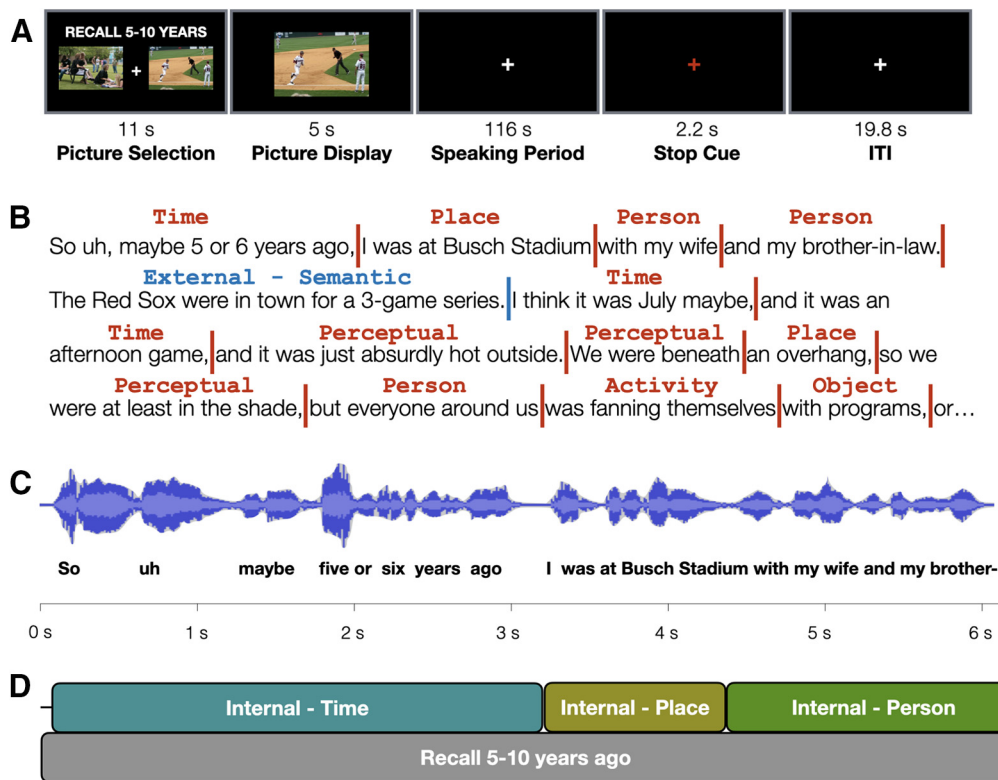 A
RECALL 5-10 YEARS
+
+ + +
11 s 5 s 116 s 2.2 s 19.8 s
Picture Selection Picture Display Speaking Period Stop Cue ITI
B
Time Place Person Person
So uh, maybe 5 or 6 years ago, I was at Busch Stadium with my wife and my brother-in-law.
External - Semantic Time
The Red Sox were in town for a 3-game series. I think it was July maybe, and it was an
Time Perceptual Perceptual Place
afternoon game, and it was just absurdly hot outside. We were beneath an overhang, so we
Perceptual Person Activity Object
were at least in the shade, but everyone around us was fanning themselves with programs, or…
C
So uh maybe five or six years ago I was at Busch Stadium with my wife and my brother-
0 s 1 s 2 s 3 s 4 s 5 s 6 s
D
Internal - Time Internal - Place Internal - Person
Recall 5-10 years ago